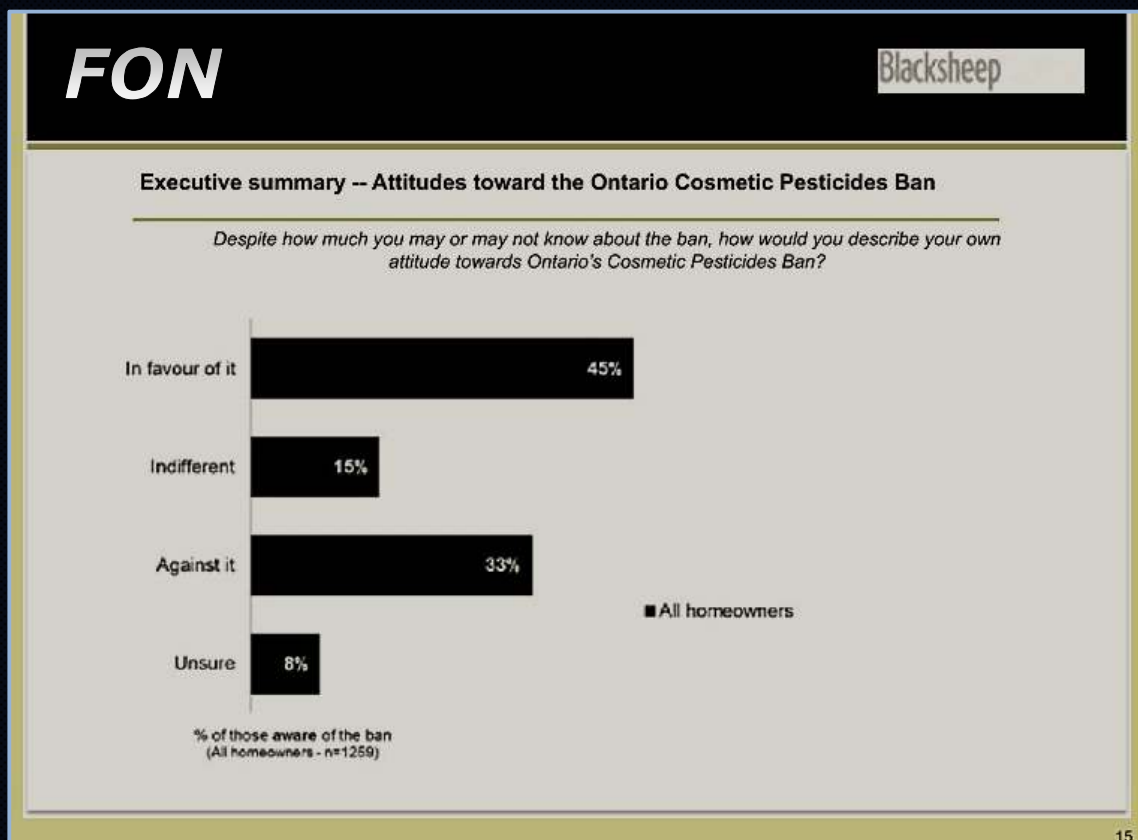 FON
Blacksheep
Executive summary -- Attitudes toward the Ontario Cosmetic Pesticides Ban
Despite how much you may or may not know about the ban, how would you describe your own
attitude towards Ontario's Cosmetic Pesticides Ban?
In favour of it
45%
Indifferent
15%
Against it
33%
All homeowners
Unsure
8%
% of those aware of the ban
(All homeowners - n=1259)
15